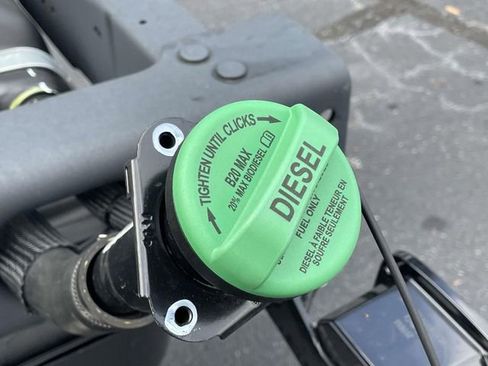 TIGHTEN UNTIL CLICKS
B20 MAX
20% MAX BIODIESEL
DIESEL
FUEL ONLY
DIESEL À FAIBLE TENEUR EN
SOUFRE SEULEMENT